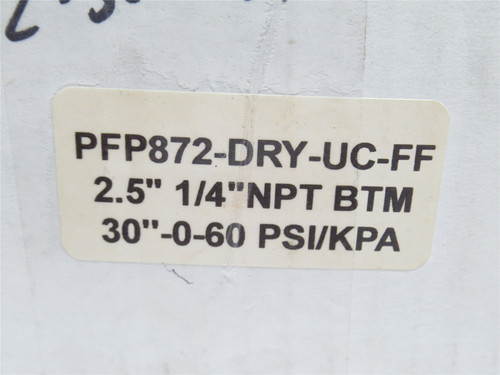 PFP872-DRY-UC-FF
2.5" 1/4"NPT BTM
30"-0-60 PSI/KPA